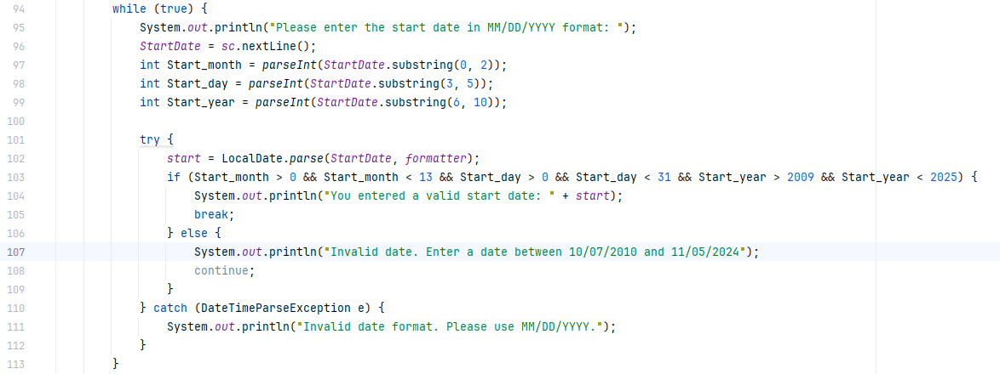 94 while (true) {
95 System.out.println("Please enter the start date in MM/DD/YYYY format: ");
96 StartDate = sc.nextLine();
97 int Start_month = parseInt(StartDate.substring(0, 2));
98 int Start_day = parseInt(StartDate.substring(3, 5));
99 int Start_year = parseInt(StartDate.substring(6, 10));
100
101 try {
102 start = LocalDate.parse(StartDate, formatter);
103 if (Start_month > 0 && Start_month < 13 && Start_day > 0 && Start_day < 31 && Start_year > 2009 && Start_year < 2025) {
104 System.out.println("You entered a valid start date: " + start);
105 break;
106 } else {
107 System.out.println("Invalid date. Enter a date between 10/07/2010 and 11/05/2024");
108 continue;
109 }
110 } catch (DateTimeParseException e) {
111 System.out.println("Invalid date format. Please use MM/DD/YYYY.");
112 }
113 }